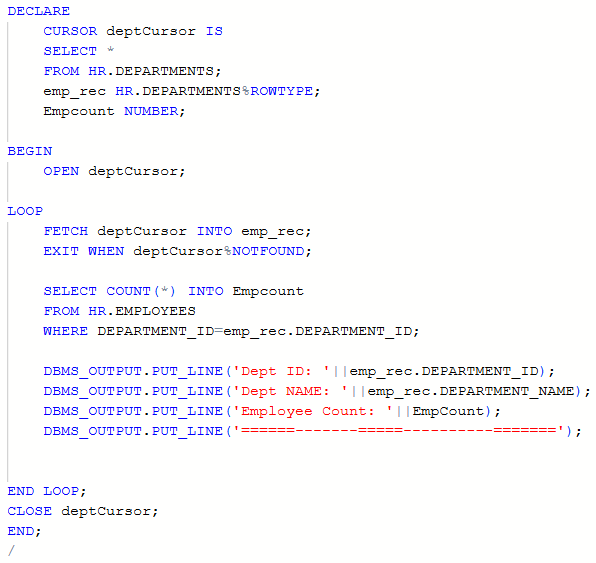 DECLARE
CURSOR deptCursor IS
SELECT *
FROM HR.DEPARTMENTS;
emp_rec HR.DEPARTMENTS%ROWTYPE;
Empcount NUMBER;
BEGIN
OPEN deptCursor;
LOOP
FETCH deptCursor INTO emp_rec;
EXIT WHEN deptCursor%NOTFOUND;
SELECT COUNT(*) INTO Empcount
FROM HR.EMPLOYEES
WHERE DEPARTMENT_ID=emp_rec.DEPARTMENT_ID;
DBMS_OUTPUT.PUT_LINE('Dept ID: '||emp_rec.DEPARTMENT_ID);
DBMS_OUTPUT.PUT_LINE('Dept NAME: '||emp_rec.DEPARTMENT_NAME);
DBMS_OUTPUT.PUT_LINE('Employee Count: '||EmpCount);
DBMS_OUTPUT.PUT_LINE('======-------=====----------=======');
END LOOP;
CLOSE deptCursor;
END;
/